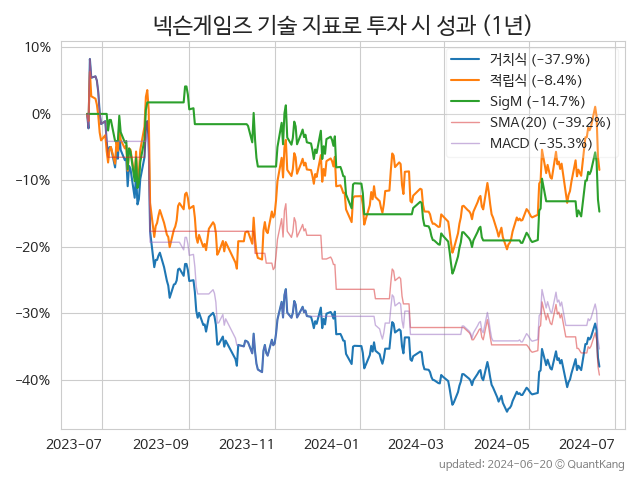 넥슨게임즈 기술 지표로 투자 시 성과 (1년)
10%
0%
−10%
−20%
−30%
−40%
거치식 (−37.9%)
적립식 (−8.4%)
SigM (−14.7%)
SMA(20) (−39.2%)
MACD (−35.3%)
2023−07
2023−09
2023−11
2024−01
2024−03
2024−05
2024−07
updated: 2024−06−20 © QuantKang